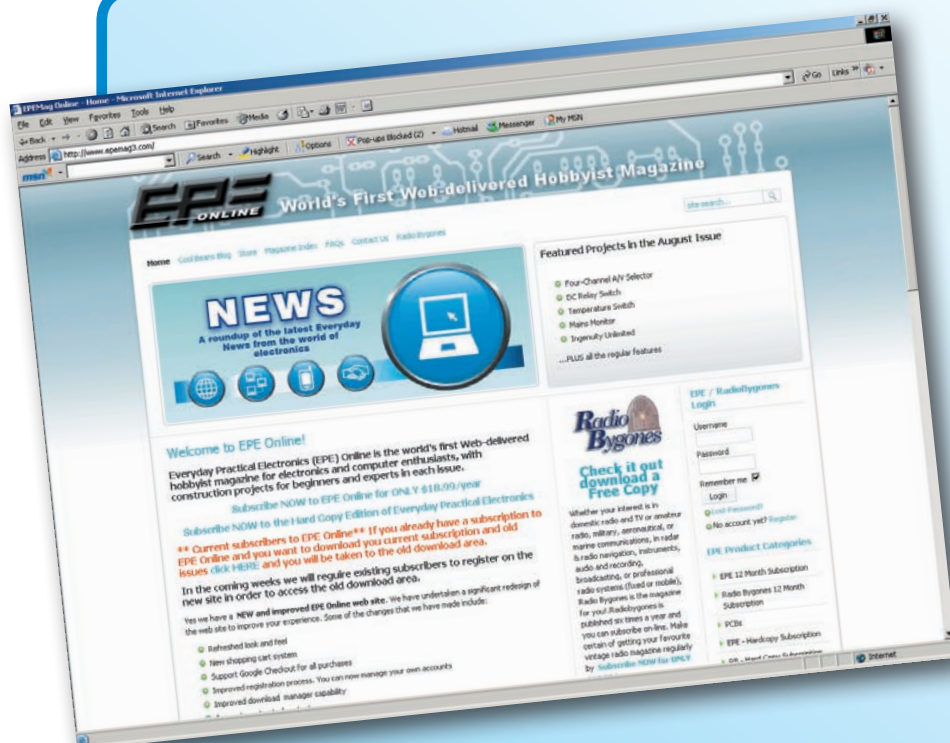 EPEMag Online - Home - Microsoft Internet Explorer
File Edit View Favorites Tools Help
Back Search Favorites Media
Address http://www.epemag3.com/ Go Links
msn Search Highlight Options Pop-ups Blocked (2) Hotmail Messenger My MSN
EPE
ONLINE
World's First Web-delivered Hobbyist Magazine
site search...
Home Cool Beans Blog Store Magazine Index FAQs Contact Us Radio Bygones
NEWS
A roundup of the latest Everyday
News from the world of
electronics
Featured Projects in the August Issue
Four-Channel A/V Selector
DC Relay Switch
Temperature Switch
Mains Monitor
Ingenuity Unlimited
...PLUS all the regular features
Welcome to EPE Online!
Everyday Practical Electronics (EPE) Online is the world's first Web-delivered
hobbyist magazine for electronics and computer enthusiasts, with
construction projects for beginners and experts in each issue.
Subscribe NOW to EPE Online for ONLY $18.99/year
Subscribe NOW to the Hard Copy Edition of Everyday Practical Electronics
** Current subscribers to EPE Online** If you already have a subscription to
EPE Online and you want to download you current subscription and old
issues click HERE and you will be taken to the old download area.
In the coming weeks we will require existing subscribers to register on the
new site in order to access the old download area.
Yes we have a NEW and improved EPE Online web site. We have undertaken a significant redesign of
the web site to improve your experience. Some of the changes that we have made include:
Refreshed look and feel
New shopping cart system
Support Google Checkout for all purchases
Improved registration process. You can now manage your own accounts
Improved download manager capability
Radio
Bygones
Check it out
download a
Free Copy
Whether your interest is in
domestic radio and TV or amateur
radio, military, aeronautical, or
marine communications, in radar
& radio navigation, instruments,
audio and recording,
broadcasting, or professional
radio systems (fixed or mobile),
Radio Bygones is the magazine
for you!.Radiobygones is
published six times a year and
you can subscribe on-line. Make
certain of getting your favourite
vintage radio magazine regularly
by Subscribe NOW for ONLY
EPE / RadioBygones
Login
Username
Password
Remember me
Login
Lost Password?
No account yet? Register
EPE Product Categories
EPE 12 Month Subscription
Radio Bygones 12 Month
Subscription
PCBs
EPE - Hardcopy Subscription
RB - Hard Copy Subscription
Internet